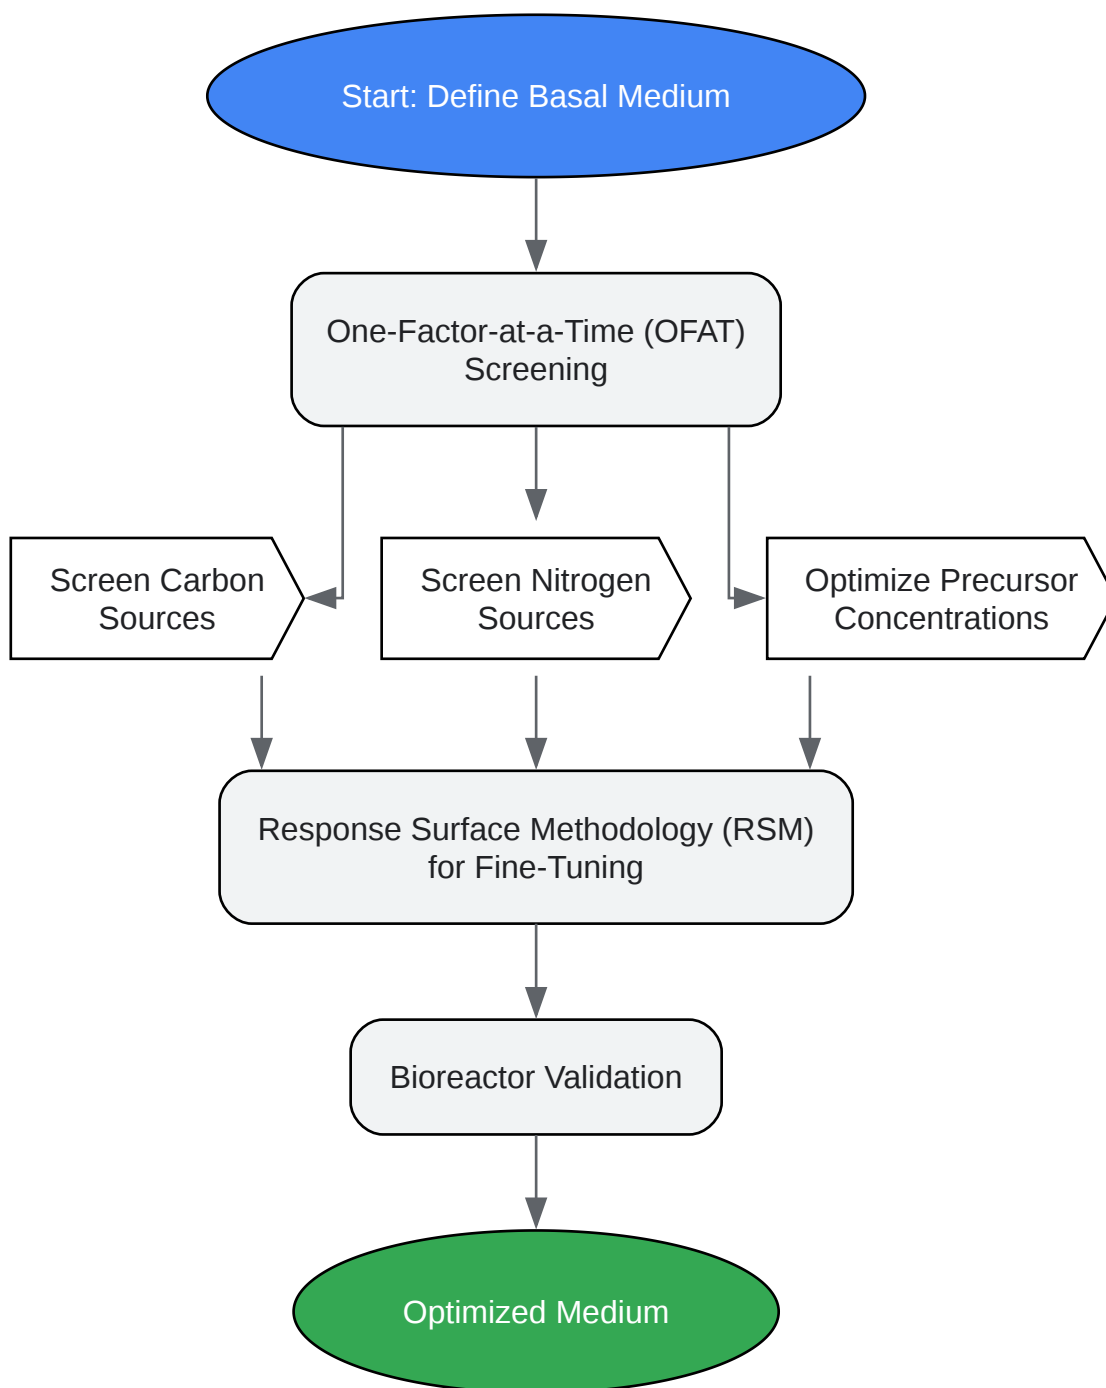 Start: Define Basal Medium
One-Factor-at-a-Time (OFAT)
Screening
Screen Carbon
Sources
Screen Nitrogen
Sources
Optimize Precursor
Concentrations
Response Surface Methodology (RSM)
for Fine-Tuning
Bioreactor Validation
Optimized Medium